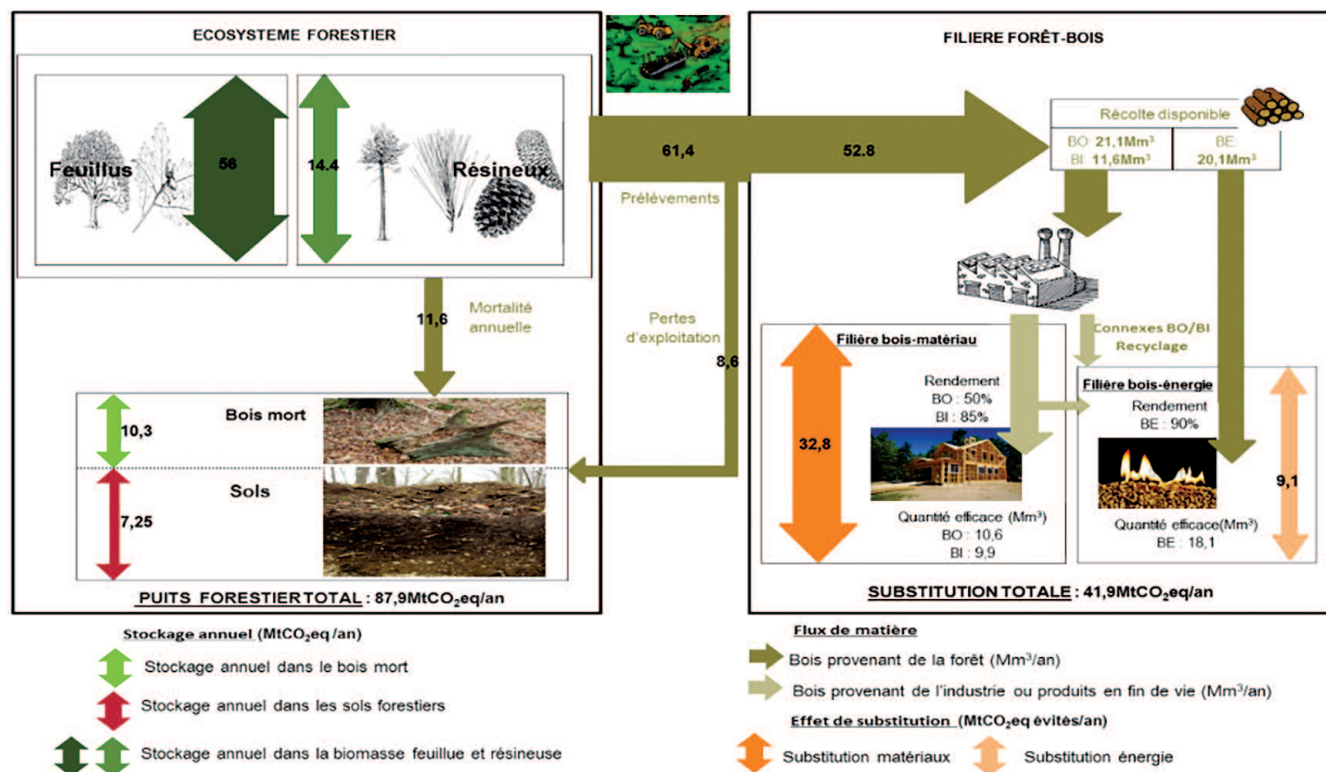 ECOSYSTEME FORESTIER
Feuillus
56
14.4
Résineux
11,6
Mortalité
annuelle
Bois mort
10,3
Sols
7,25
PUITS FORESTIER TOTAL : 87,9MtCO₂eq/an
61,4
52.8
Prélèvements
Pertes
d'exploitation
8,6
FILIERE FORÊT-BOIS
Récolte disponible
BO: 21,1Mm³
BI: 11,6Mm³
BE:
20,1Mm³
Connexes BO/BI
Recyclage
Filière bois-matériau
Rendement
BO : 50%
BI : 85%
32,8
Quantité efficace (Mm³)
BO : 10,6
BI : 9,9
Filière bois-énergie
Rendement
BE : 90%
9,1
Quantité efficace(Mm³)
BE : 18,1
SUBSTITUTION TOTALE : 41,9MtCO₂eq/an
Stockage annuel (MtCO₂eq /an)
Stockage annuel dans le bois mort
Stockage annuel dans les sols forestiers
Stockage annuel dans la biomasse feuillue et résineuse
Flux de matière
Bois provenant de la forêt (Mm³/an)
Bois provenant de l'industrie ou produits en fin de vie (Mm³/an)
Effet de substitution (MtCO₂eq évités/an)
Substitution matériaux
Substitution énergie